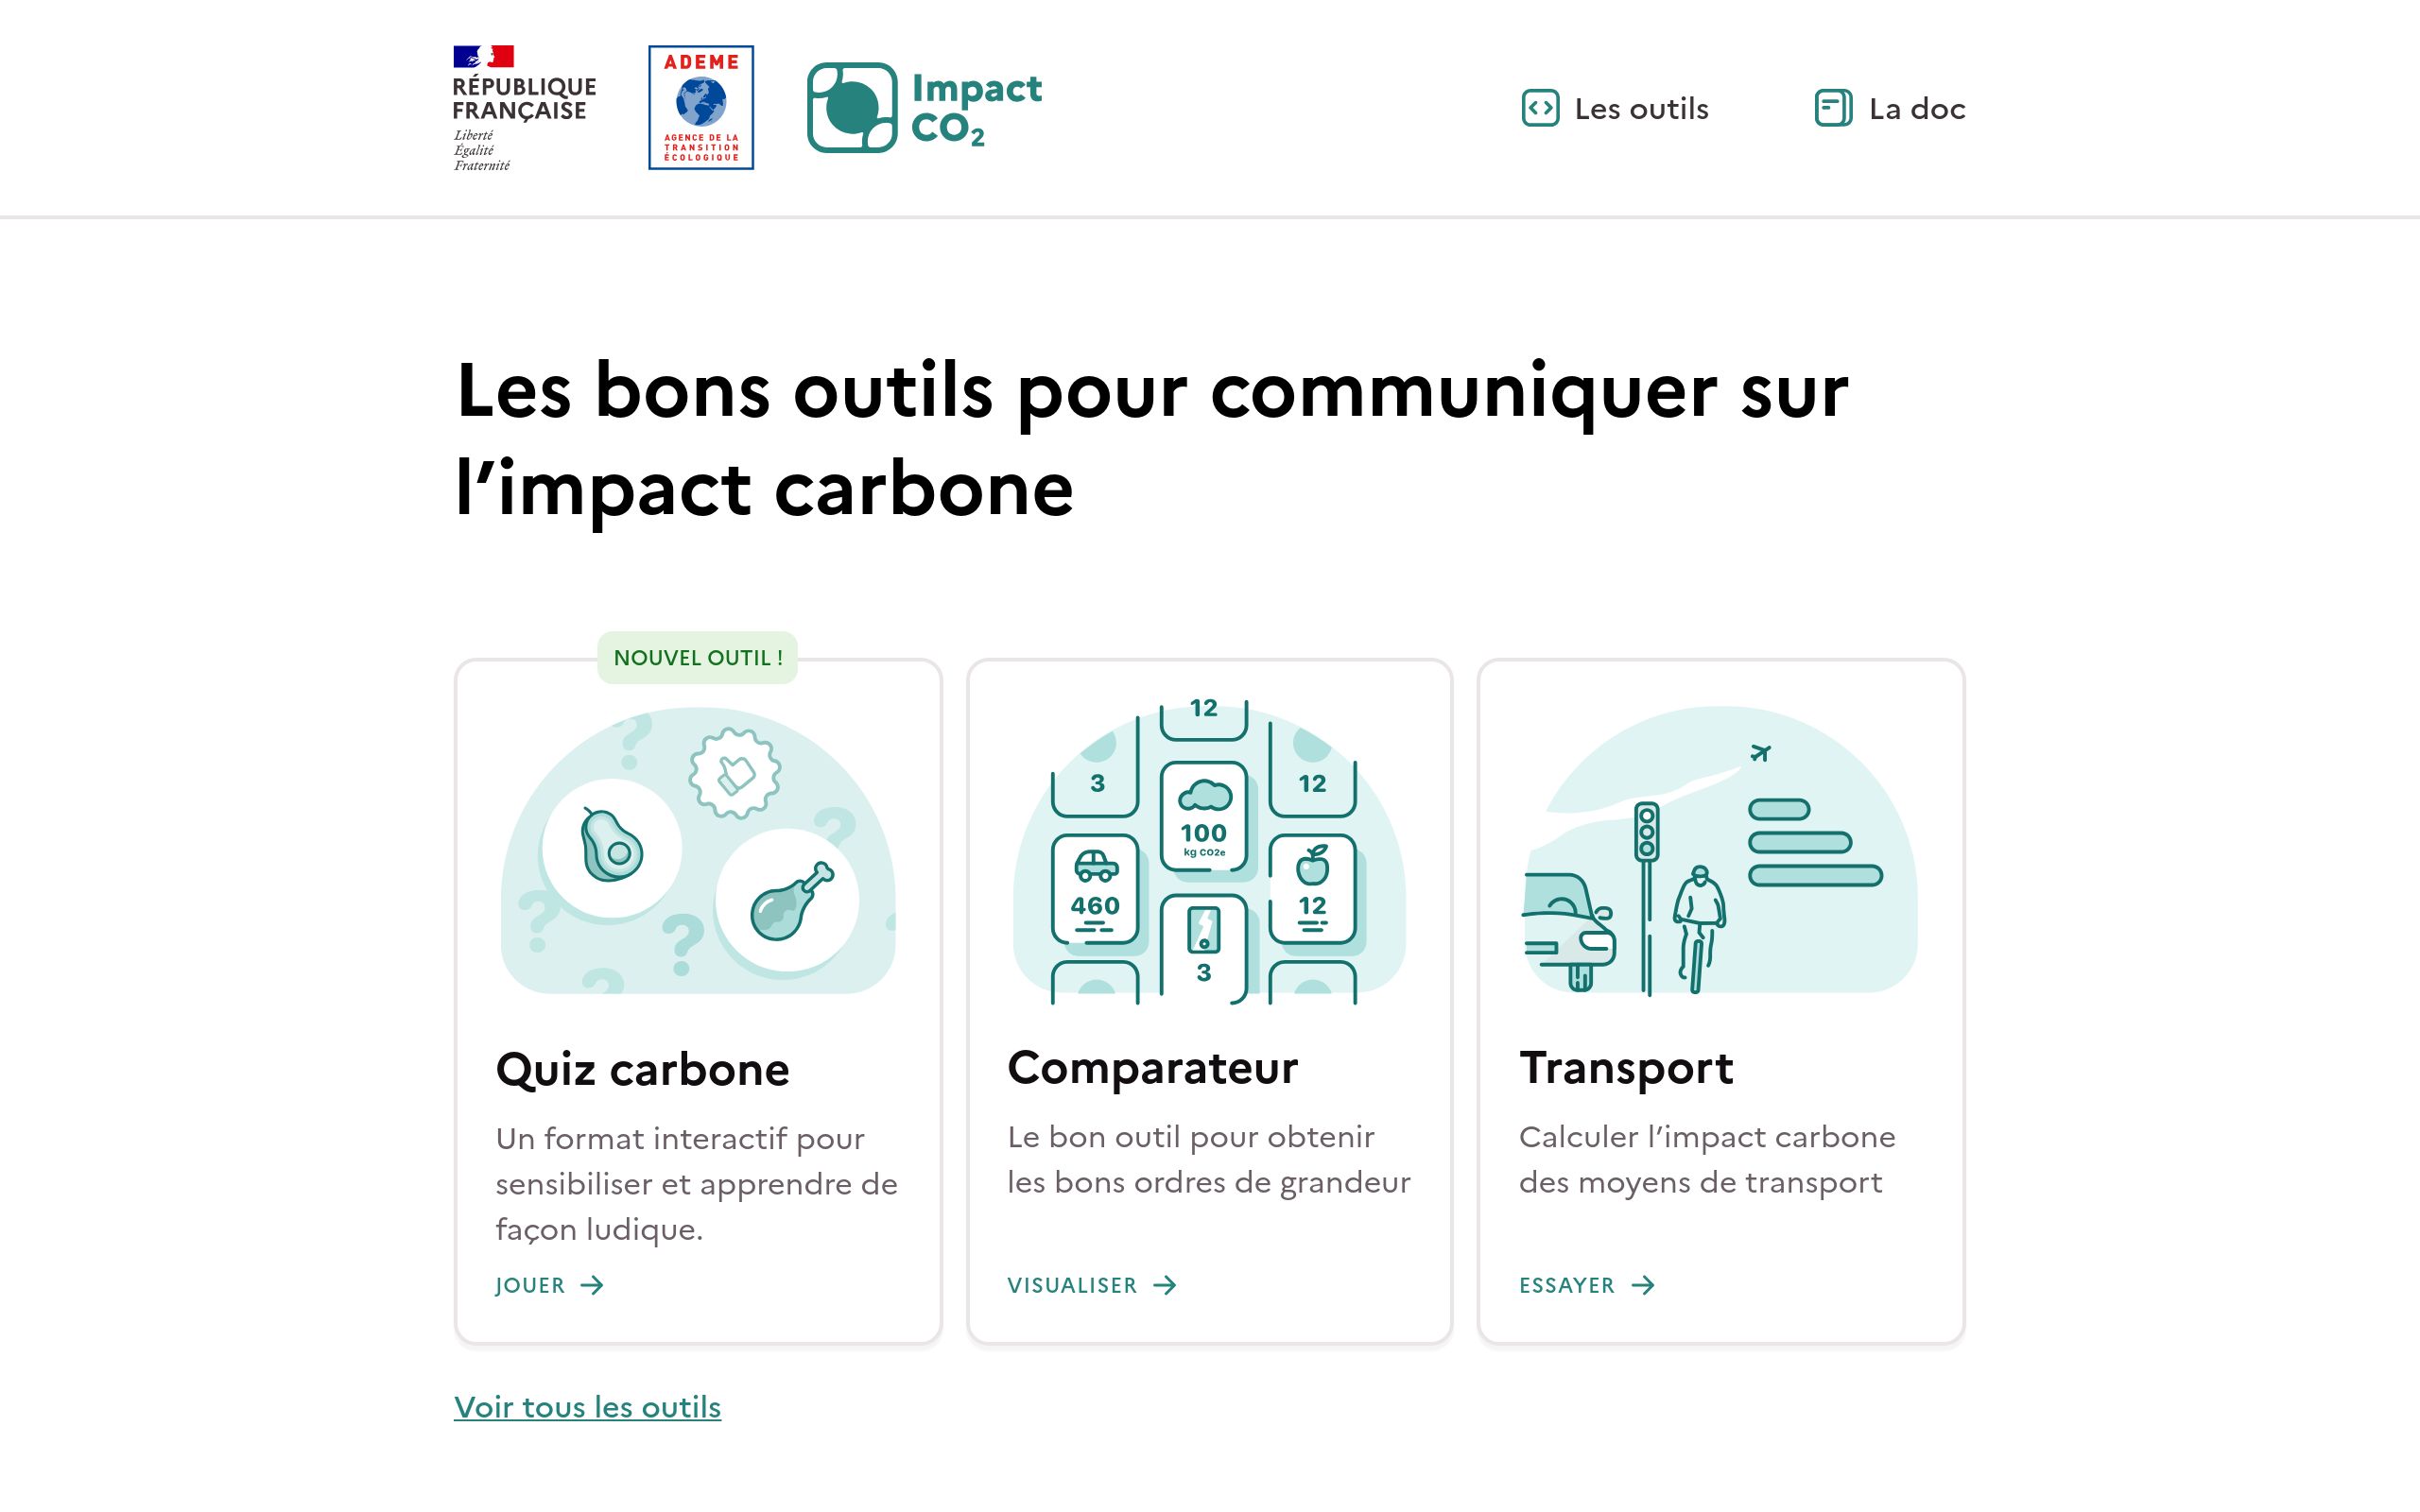 RÉPUBLIQUE
FRANÇAISE
Liberté
Égalité
Fraternité
ADEME
AGENCE DE LA
TRANSITION
ÉCOLOGIQUE
Impact
CO₂
Les outils
La doc
Les bons outils pour communiquer sur
l’impact carbone
NOUVEL OUTIL !
?
?
?
?
?
12
3
12
100
kg CO2e
460
12
3
Quiz carbone
Un format interactif pour
sensibiliser et apprendre de
façon ludique.
JOUER →
Comparateur
Le bon outil pour obtenir
les bons ordres de grandeur
VISUALISER →
Transport
Calculer l’impact carbone
des moyens de transport
ESSAYER →
Voir tous les outils